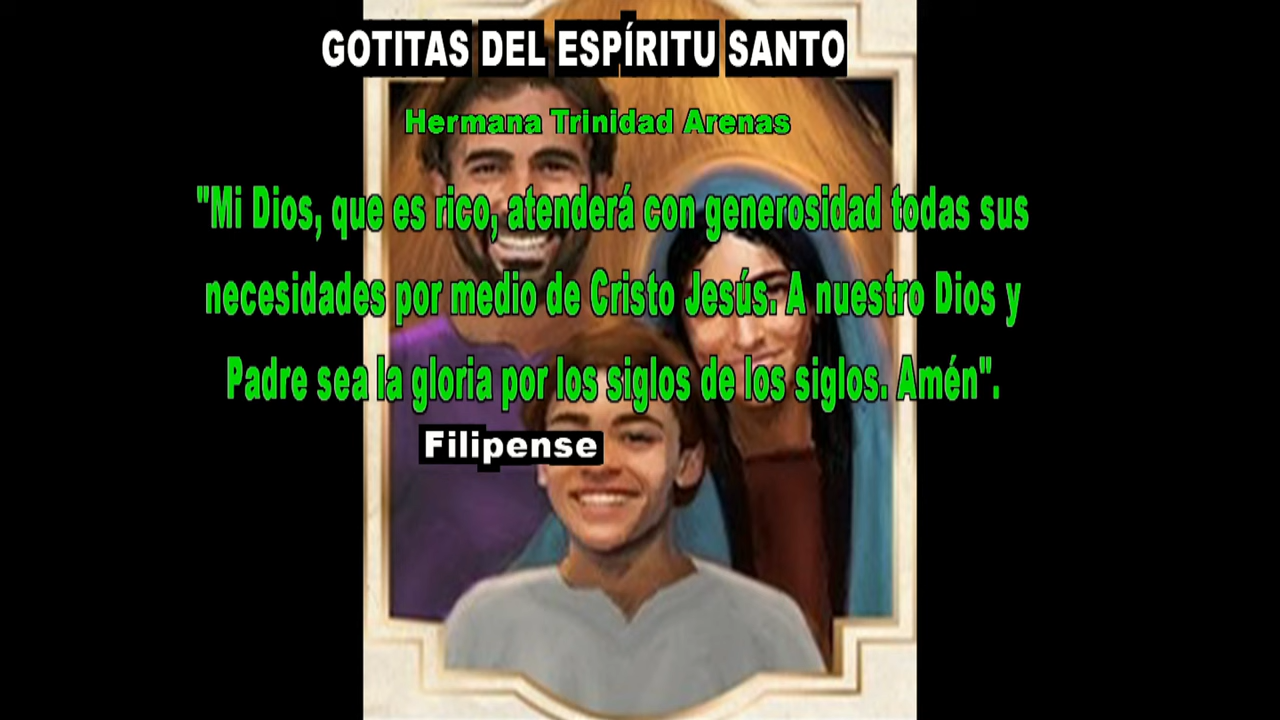 GOTITAS DEL ESPÍRITU SANTO
Hermana Trinidad Arenas
"Mi Dios, que es rico, atenderá con generosidad todas sus
necesidades por medio de Cristo Jesús. A nuestro Dios y
Padre sea la gloria por los siglos de los siglos. Amén".
Filipense